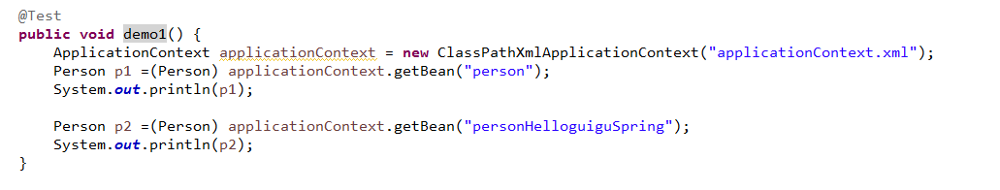 @Test
public void demo1() {
ApplicationContext applicationContext = new ClassPathXmlApplicationContext("applicationContext.xml");
Person p1 =(Person) applicationContext.getBean("person");
System.out.println(p1);
Person p2 =(Person) applicationContext.getBean("personHelloguiguSpring");
System.out.println(p2);
}